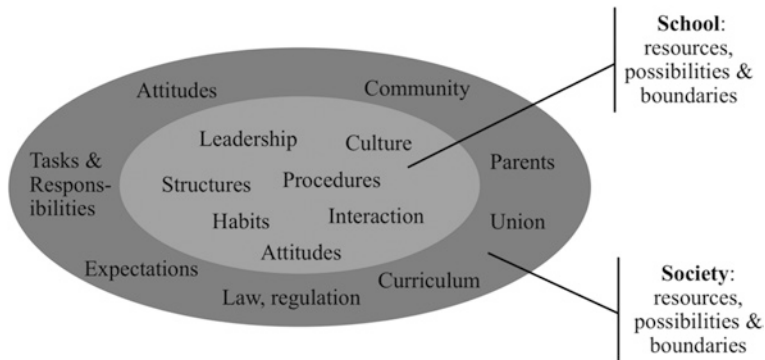 School:
resources,
possibilities &
boundaries
Attitudes
Community
Leadership
Culture
Tasks &
Respons-
ibilities
Parents
Structures
Procedures
Habits
Interaction
Union
Attitudes
Expectations
Curriculum
Law, regulation
Society:
resources,
possibilities &
boundaries